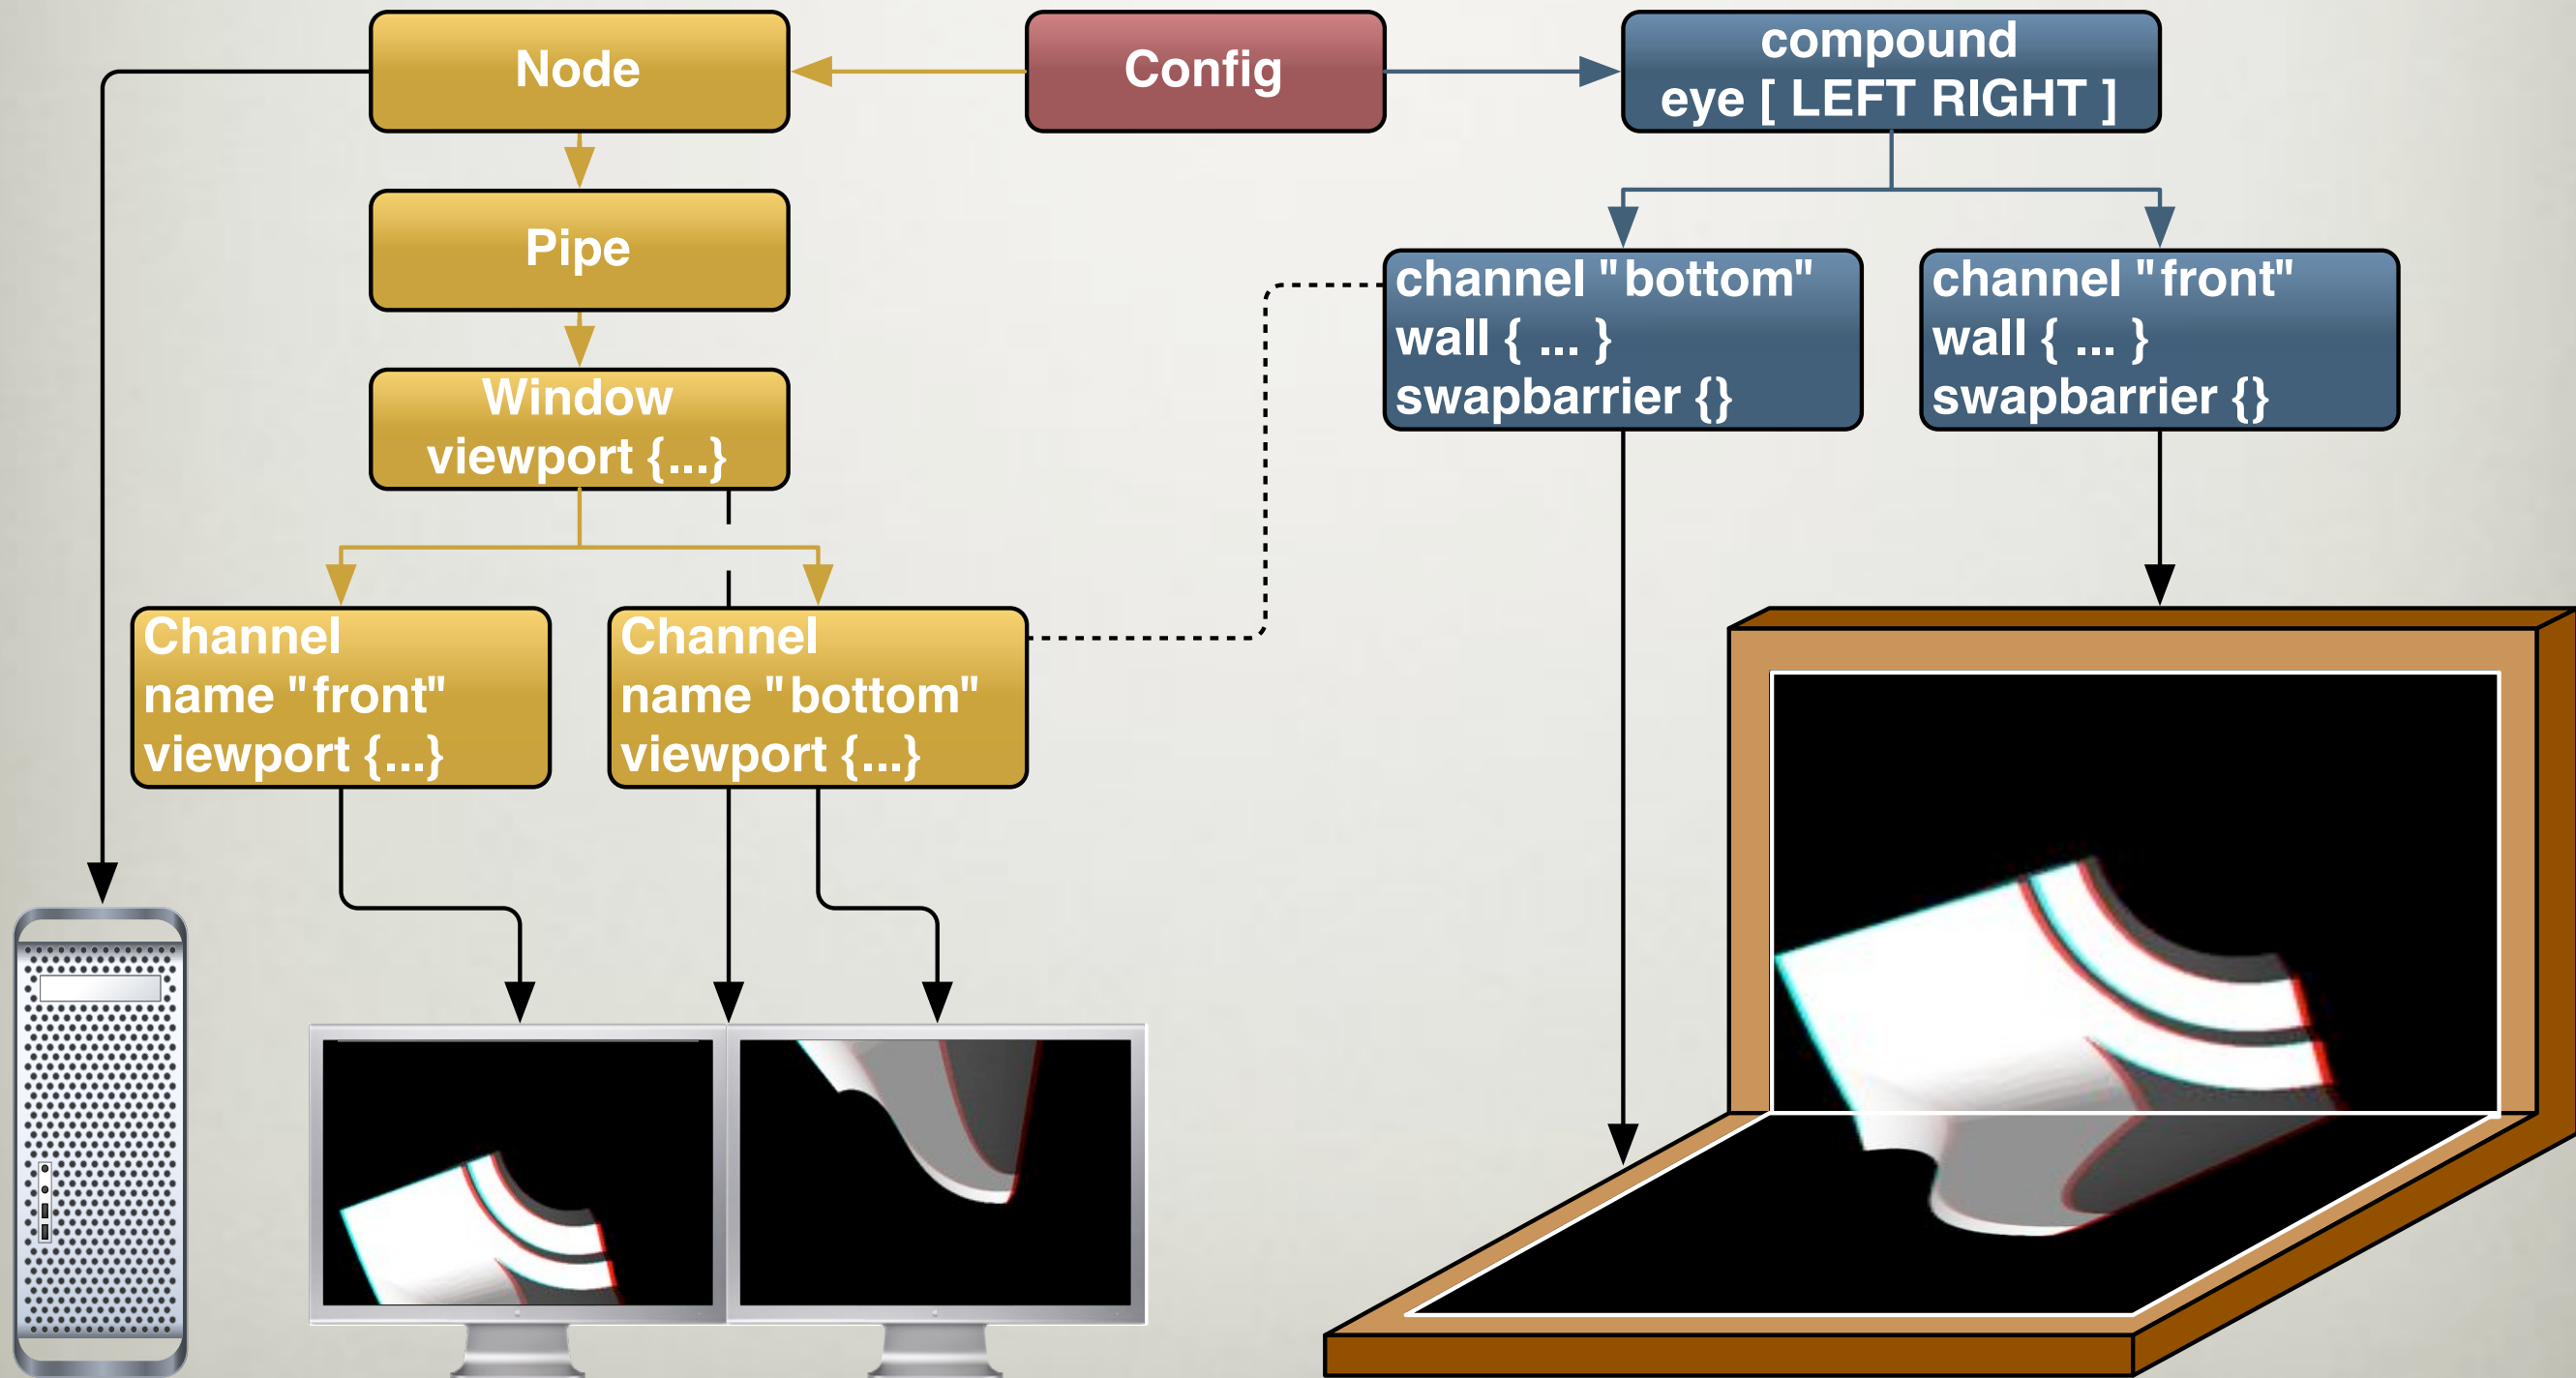 Node
Config
compound
eye [ LEFT RIGHT ]
Pipe
channel "bottom"
wall { ... }
swapbarrier {}
channel "front"
wall { ... }
swapbarrier {}
Window
viewport {...}
Channel
name "front"
viewport {...}
Channel
name "bottom"
viewport {...}